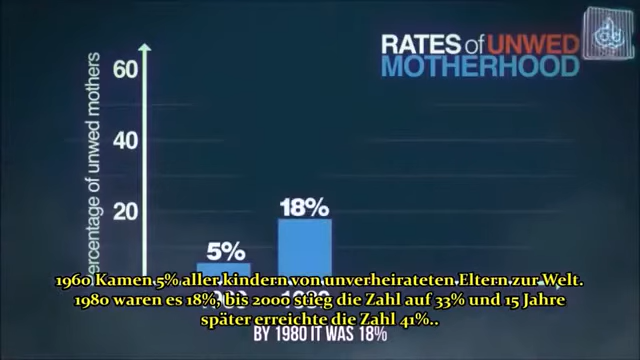 RATES of UNWED
MOTHERHOOD
60
40
20
percentage of unwed mothers
5%
18%
1960 Kamen 5% aller kindern von unverheirateten Eltern zur Welt.
1980 waren es 18%, bis 2000 stieg die Zahl auf 33% und 15 Jahre
später erreichte die Zahl 41%..
BY 1980 IT WAS 18%